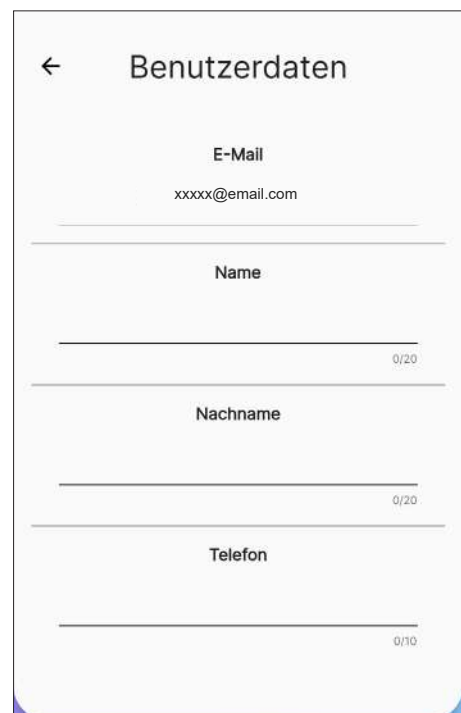 Benutzerdaten
E-Mail
xxxxx@email.com
Name
0/20
Nachname
0/20
Telefon
0/10